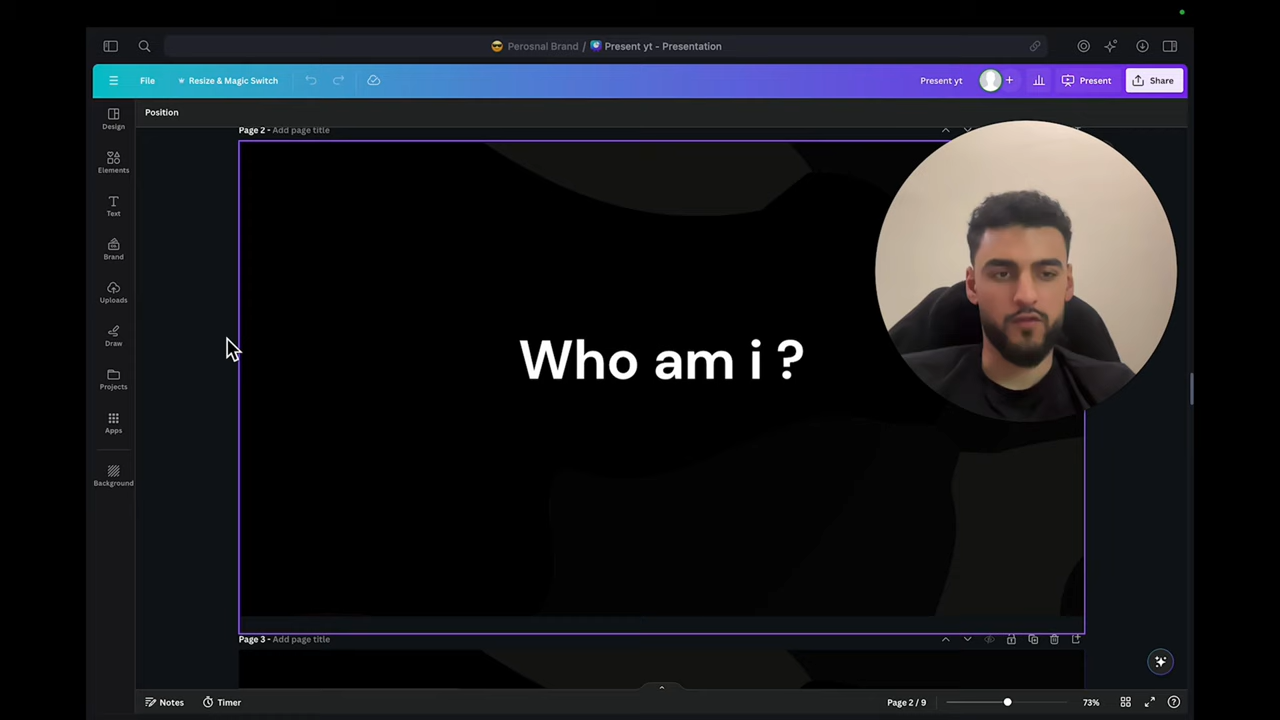 Perosnal Brand / Present yt - Presentation
File
Resize & Magic Switch
Present yt
Present
Share
Position
Design
Elements
Text
Brand
Uploads
Draw
Projects
Apps
Background
Page 2 - Add page title
Who am i ?
Page 3 - Add page title
Notes
Timer
Page 2 / 9
73%